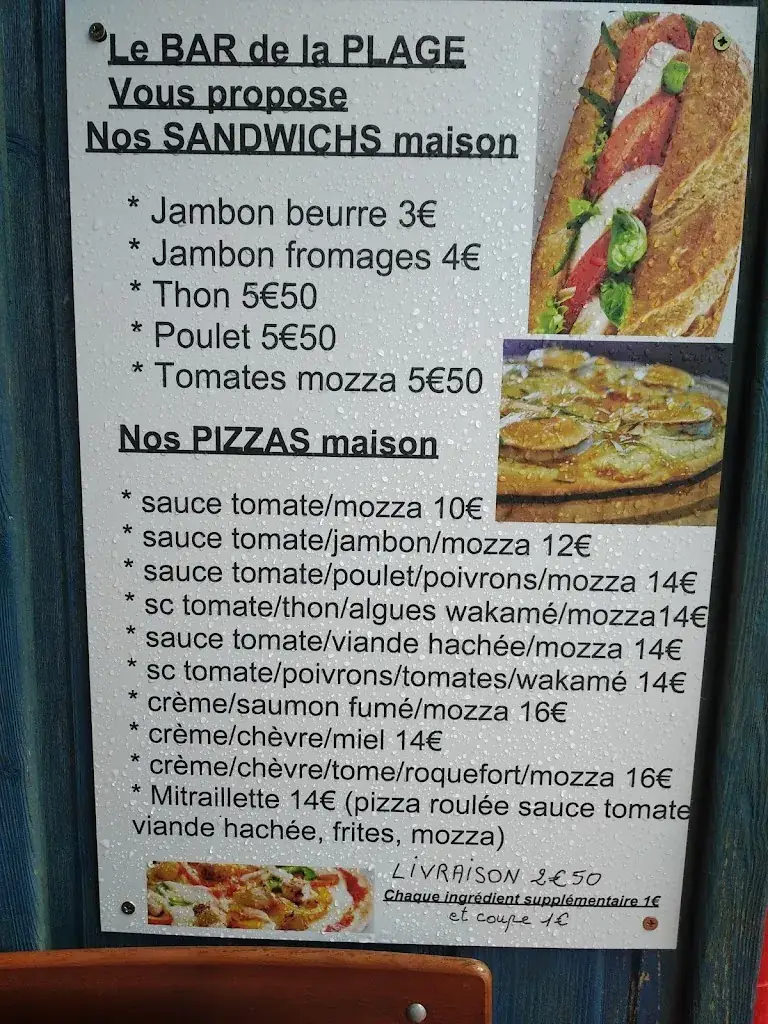 Le BAR de la PLAGE
Vous propose
Nos SANDWICHS maison
* Jambon beurre 3€
* Jambon fromages 4€
* Thon 5€50
* Poulet 5€50
* Tomates mozza 5€50
Nos PIZZAS maison
* sauce tomate/mozza 10€
* sauce tomate/jambon/mozza 12€
* sauce tomate/poulet/poivrons/mozza 14€
* sc tomate/thon/algues wakamé/mozza14€
* sauce tomate/viande hachée/mozza 14€
* sc tomate/poivrons/tomates/wakamé 14€
* crème/saumon fumé/mozza 16€
* crème/chèvre/miel 14€
* crème/chèvre/tome/roquefort/mozza 16€
* Mitraillette 14€ (pizza roulée sauce tomate
viande hachée, frites, mozza)
LIVRAISON 2€50
Chaque ingrédient supplémentaire 1€
et coupe 1€